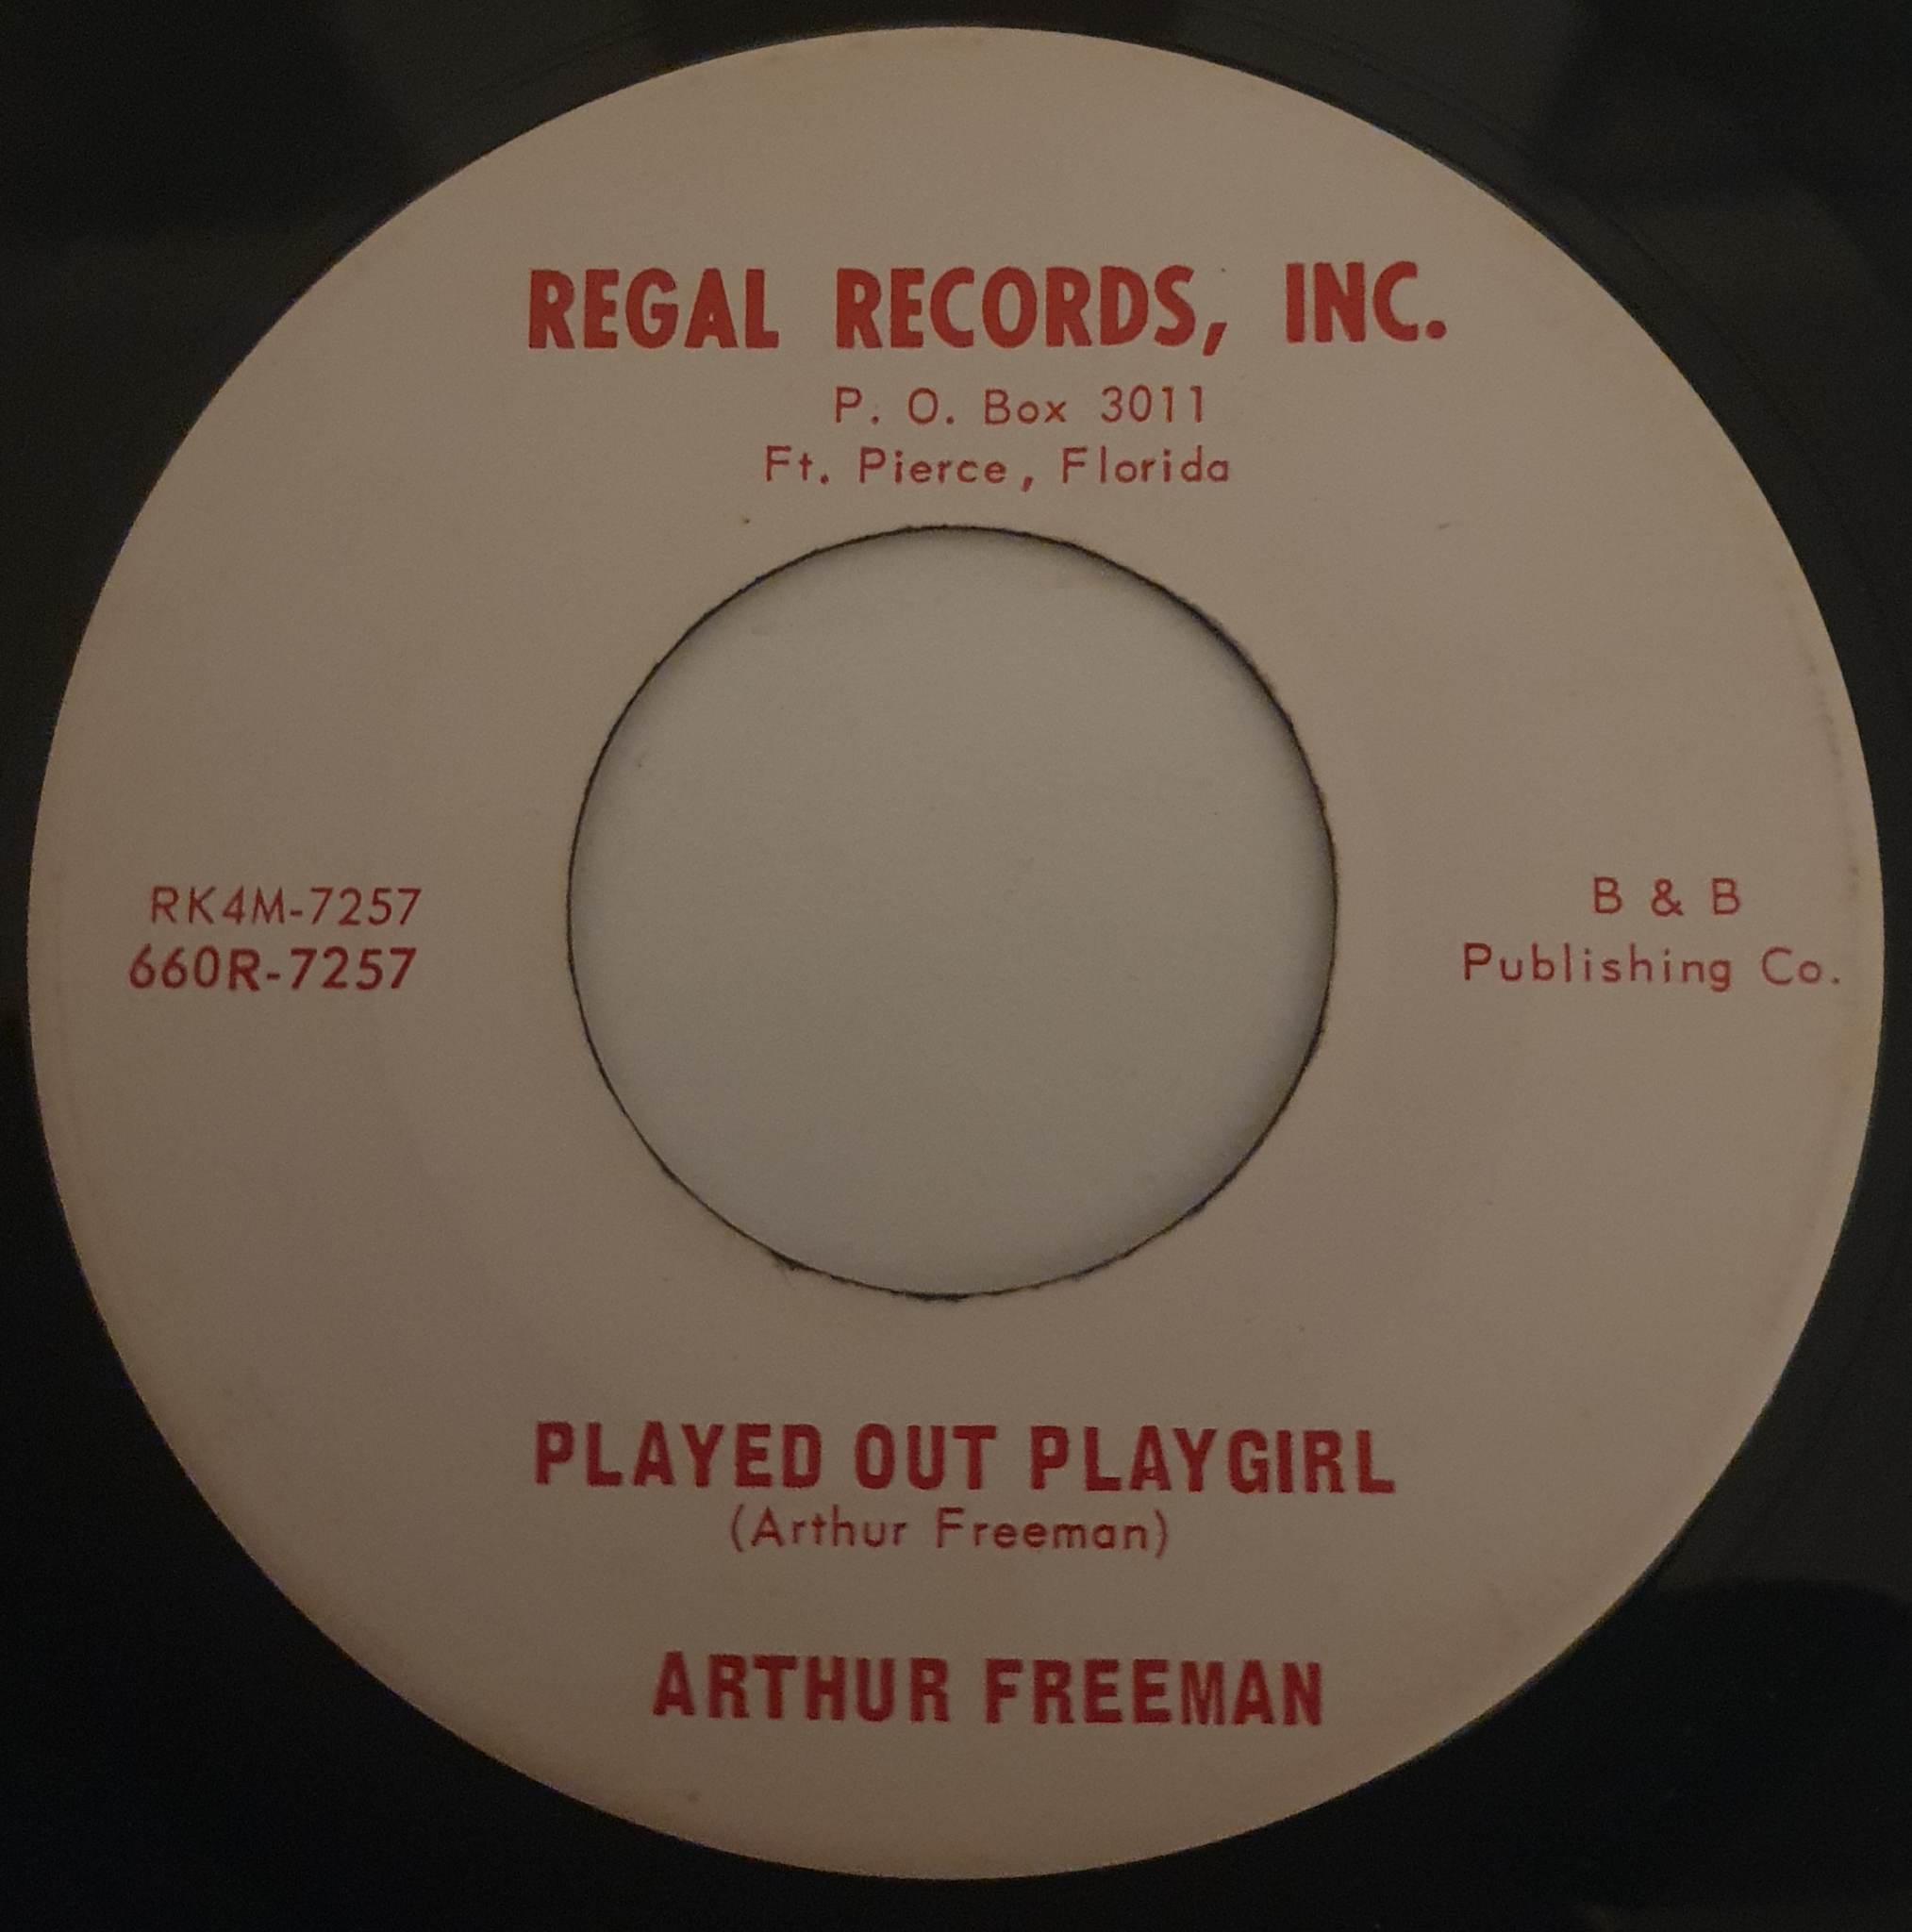 REGAL RECORDS, INC.
P. O. Box 3011
Ft. Pierce, Florida
RK4M-7257
660R-7257
B & B
Publishing Co.
PLAYED OUT PLAYGIRL
(Arthur Freeman)
ARTHUR FREEMAN